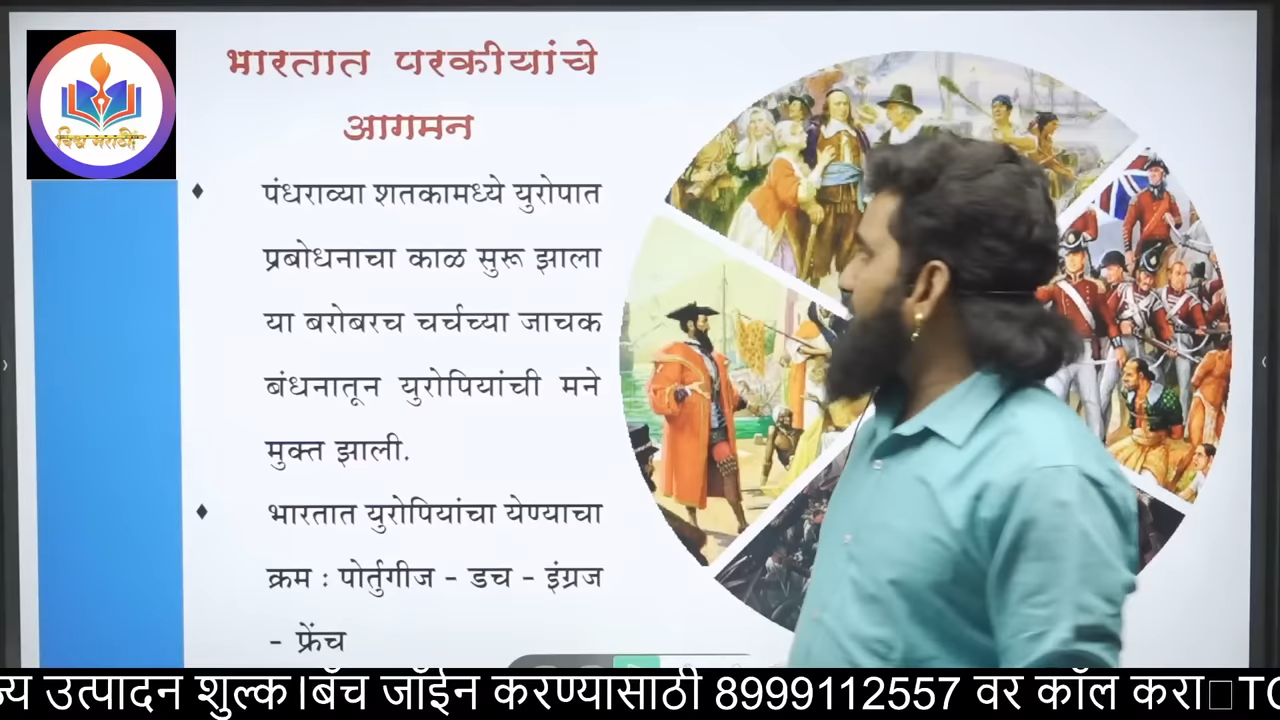 विश्व मराठी
भारतात परकीयांचे
आगमन
♦ पंधराव्या शतकामध्ये युरोपात
प्रबोधनाचा काळ सुरू झाला
या बरोबरच चर्चच्या जाचक
बंधनातून युरोपियांची मने
मुक्त झाली.
♦ भारतात युरोपियांचा येण्याचा
क्रम : पोर्तुगीज - डच - इंग्रज
- फ्रेंच
उत्पादन शुल्क।बॅच जॉईन करण्यासाठी 8999112557 वर कॉल करा